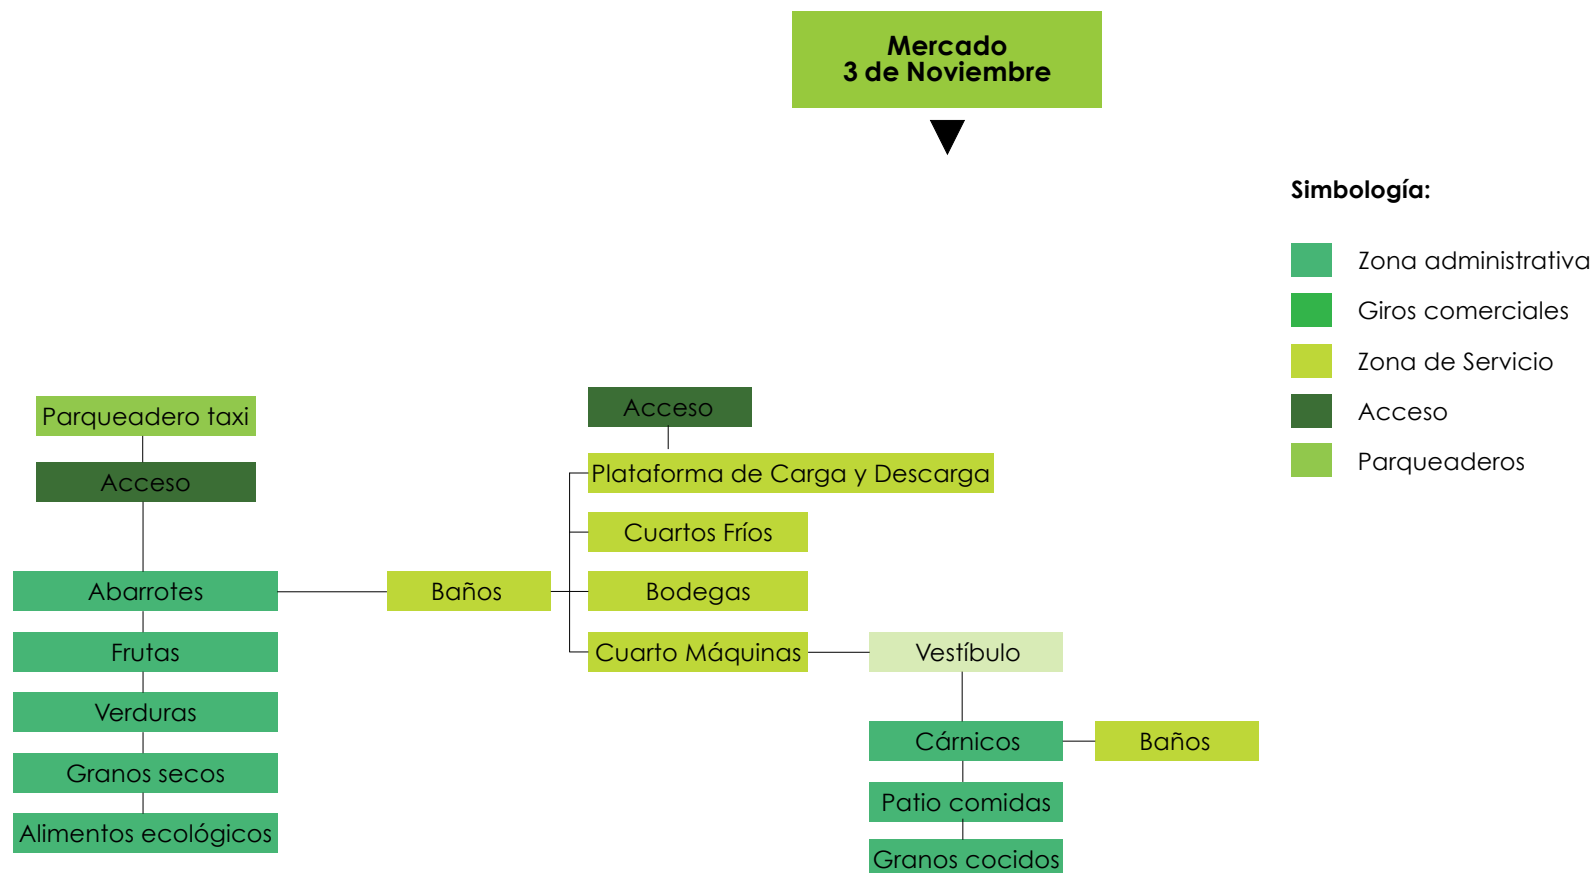 Mercado
3 de Noviembre
Simbología:
Zona administrativa
Giros comerciales
Zona de Servicio
Acceso
Parqueaderos
Parqueadero taxi
Acceso
Abarrotes
Frutas
Verduras
Granos secos
Alimentos ecológicos
Baños
Acceso
Plataforma de Carga y Descarga
Cuartos Fríos
Bodegas
Cuarto Máquinas
Vestíbulo
Cárnicos
Baños
Patio comidas
Granos cocidos